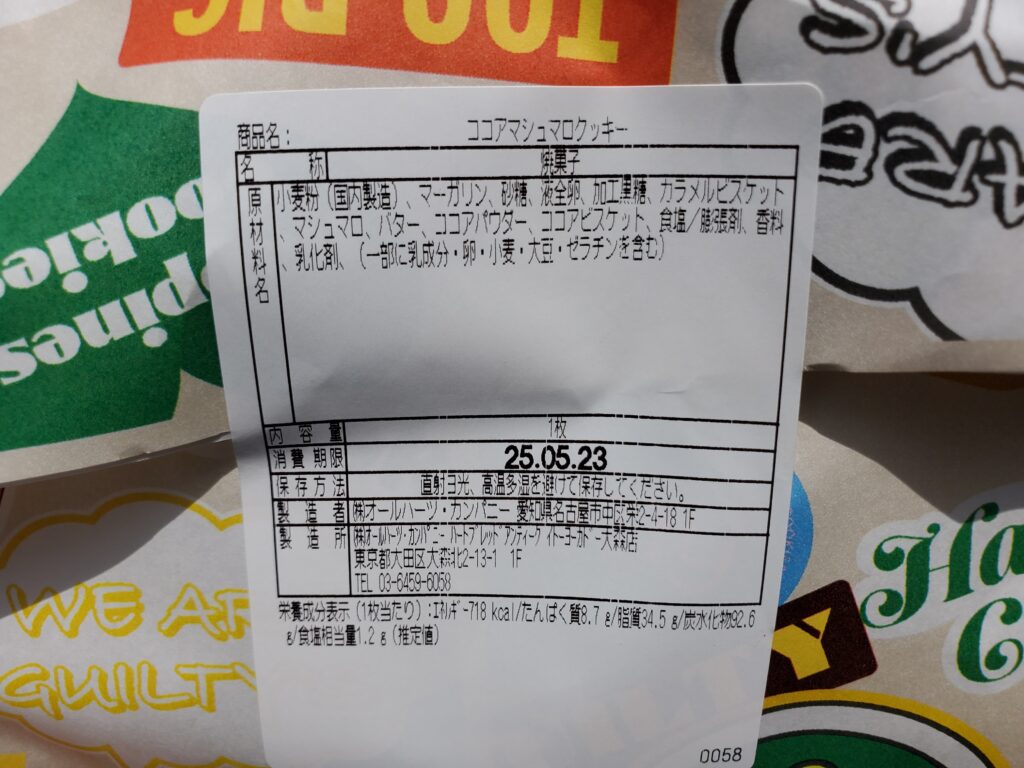 TOO BIG
ppines
ookies
ARE
Y'S
商品名: ココアマシュマロクッキー
名称 焼菓子
原材料名 小麦粉(国内製造)、マーガリン、砂糖、液全卵、加工黒糖、カラメルビスケット
、マシュマロ、バター、ココアパウダー、ココアビスケット、食塩/膨張剤、香料
、乳化剤、(一部に乳成分・卵・小麦・大豆・ゼラチンを含む)
内容量 1枚
消費期限 25.05.23
保存方法 直射日光、高温多湿を避けて保存してください。
製造者 ㈱オールハーツ・カンパニー 愛知県名古屋市中区栄2-4-18 1F
製造所 ㈱オールハーツ・カンパニー ハートブレッドアンティーク イトーヨーカドー大森店
東京都大田区大森北2-13-1 1F
TEL 03-6459-6058
栄養成分表示(1枚当たり):エネルギー718 kcal/たんぱく質8.7 g/脂質34.5 g/炭水化物92.6
g/食塩相当量1.2 g(推定値)
0058
WE AR
GUILT
Ha
C